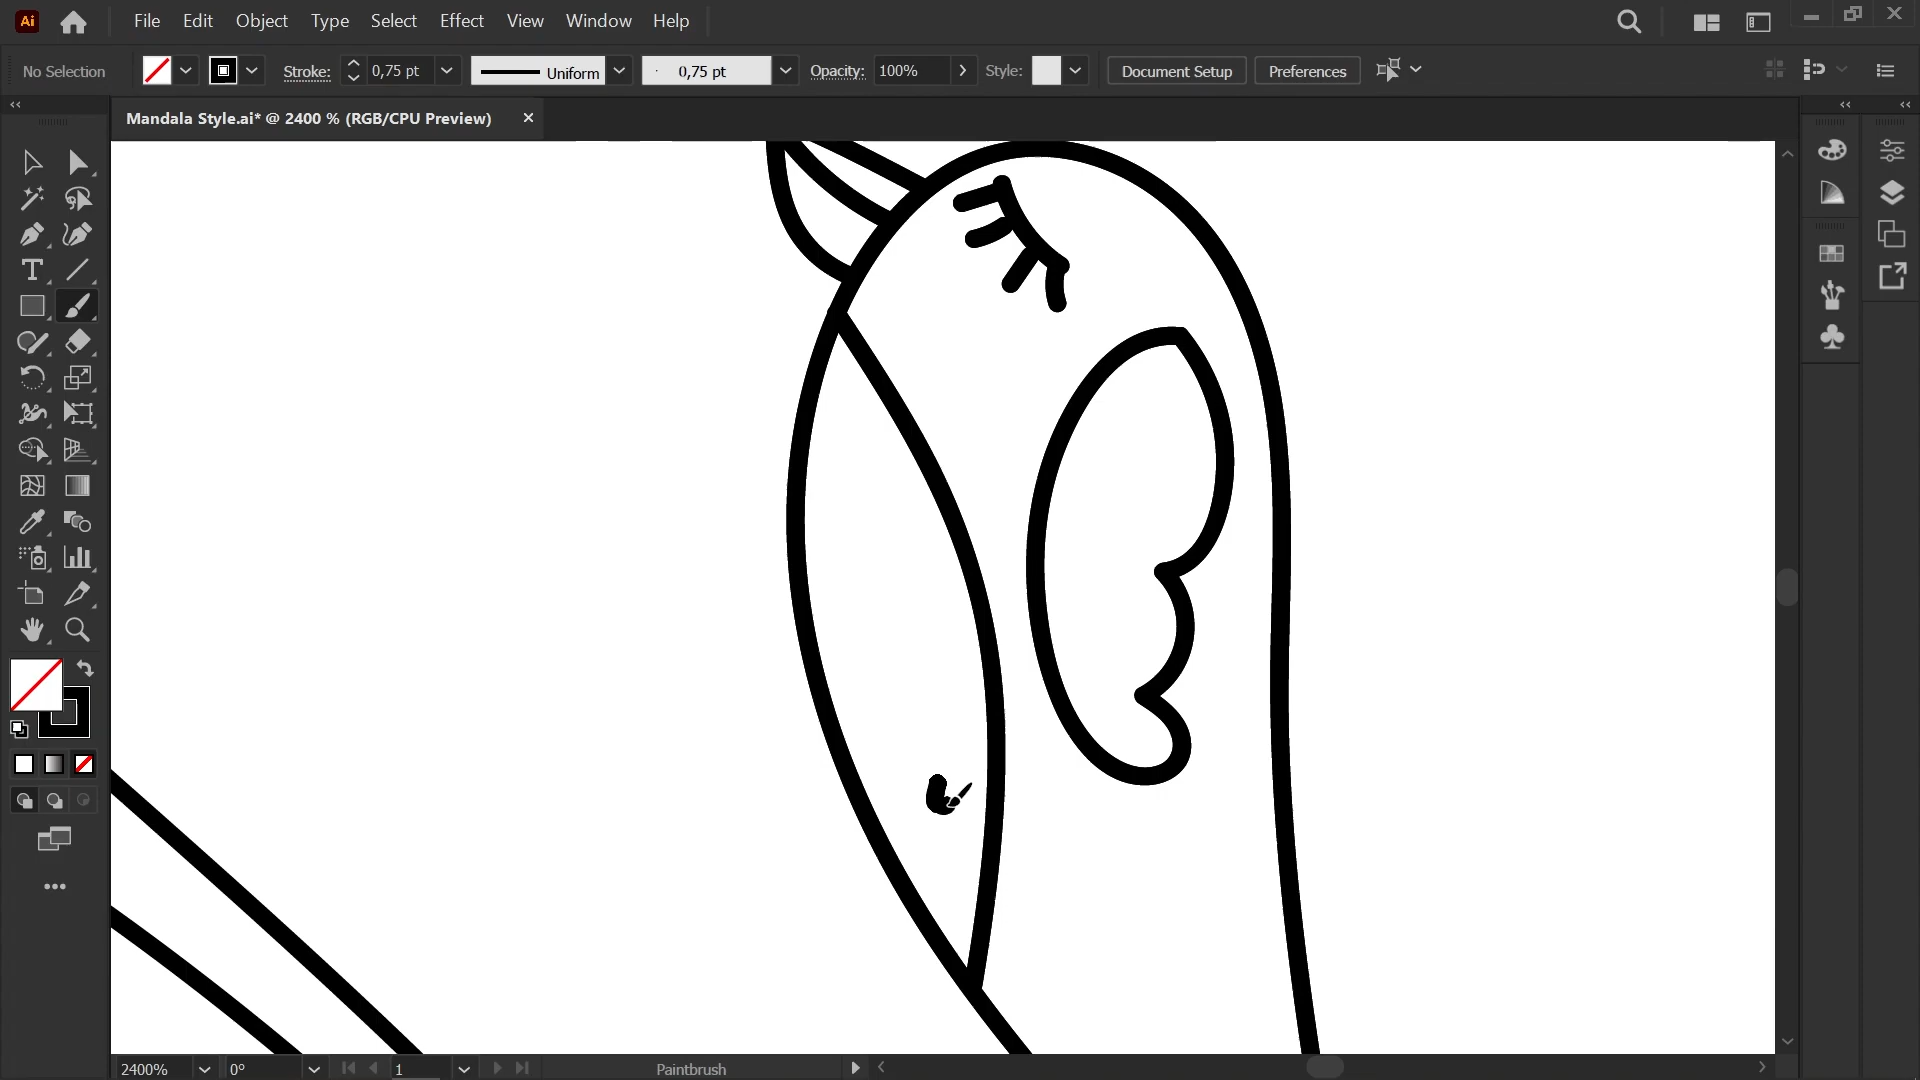 Ai File Edit Object Type Select Effect View Window Help
No Selection Stroke: 0,75 pt Uniform 0,75 pt Opacity: 100% Style: Document Setup Preferences
Mandala Style.ai* @ 2400 % (RGB/CPU Preview)
2400% 0° 1 Paintbrush